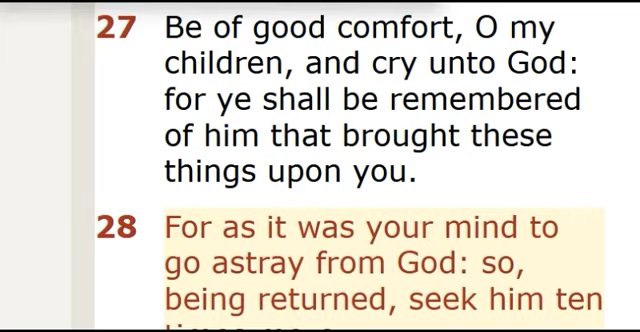 27 Be of good comfort, O my
children, and cry unto God:
for ye shall be remembered
of him that brought these
things upon you.
28 For as it was your mind to
go astray from God: so,
being returned, seek him ten